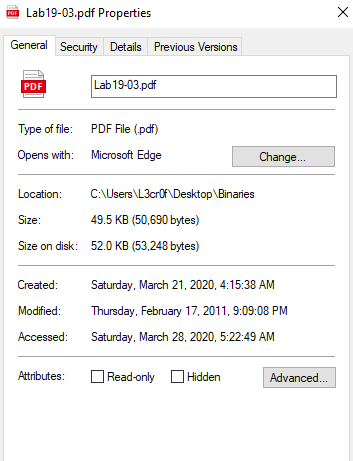 Lab19-03.pdf Properties
General Security Details Previous Versions
PDF
Lab19-03.pdf
Type of file: PDF File (.pdf)
Opens with: Microsoft Edge Change...
Location: C:\Users\L3cr0f\Desktop\Binaries
Size: 49.5 KB (50,690 bytes)
Size on disk: 52.0 KB (53,248 bytes)
Created: Saturday, March 21, 2020, 4:15:38 AM
Modified: Thursday, February 17, 2011, 9:09:08 PM
Accessed: Saturday, March 28, 2020, 5:22:49 AM
Attributes: Read-only Hidden Advanced...